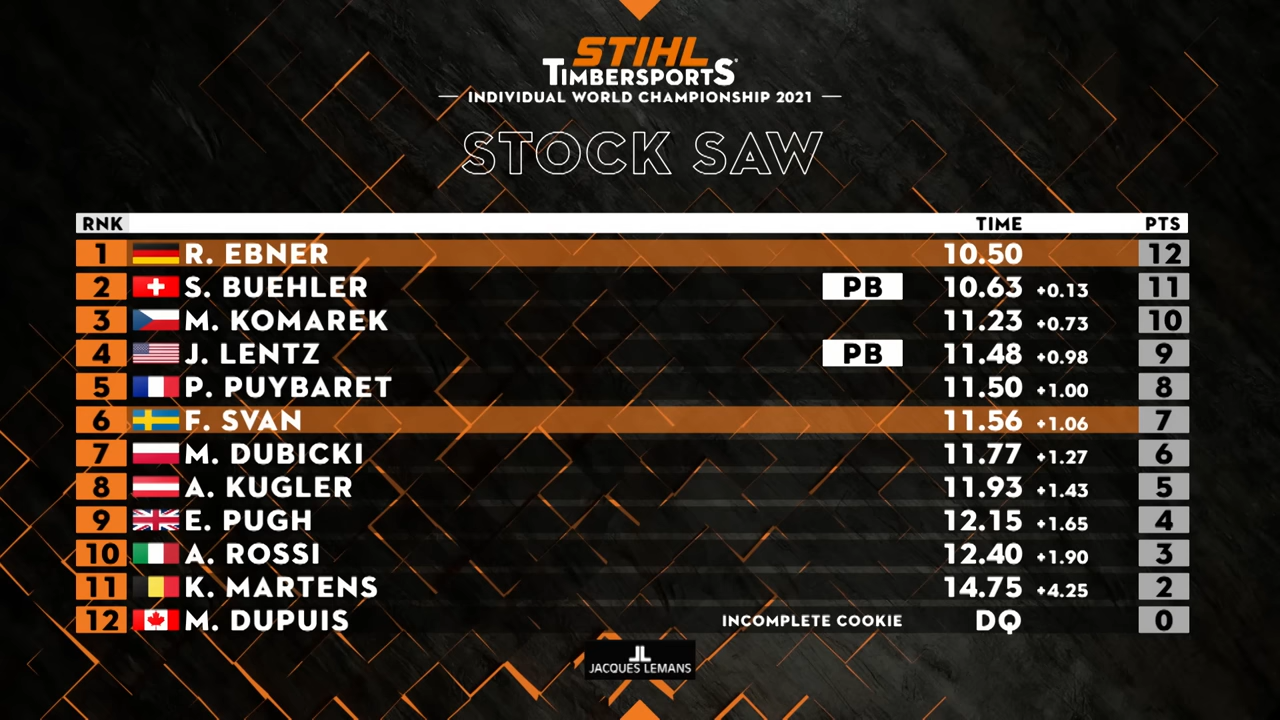 STIHL
TIMBERSPORTS
INDIVIDUAL WORLD CHAMPIONSHIP 2021
STOCK SAW
RNK TIME PTS
1 R. EBNER 10.50 12
2 S. BUEHLER PB 10.63 +0.13 11
3 M. KOMAREK 11.23 +0.73 10
4 J. LENTZ PB 11.48 +0.98 9
5 P. PUYBARET 11.50 +1.00 8
6 F. SVAN 11.56 +1.06 7
7 M. DUBICKI 11.77 +1.27 6
8 A. KUGLER 11.93 +1.43 5
9 E. PUGH 12.15 +1.65 4
10 A. ROSSI 12.40 +1.90 3
11 K. MARTENS 14.75 +4.25 2
12 M. DUPUIS INCOMPLETE COOKIE DQ 0
JL
JACQUES LEMANS